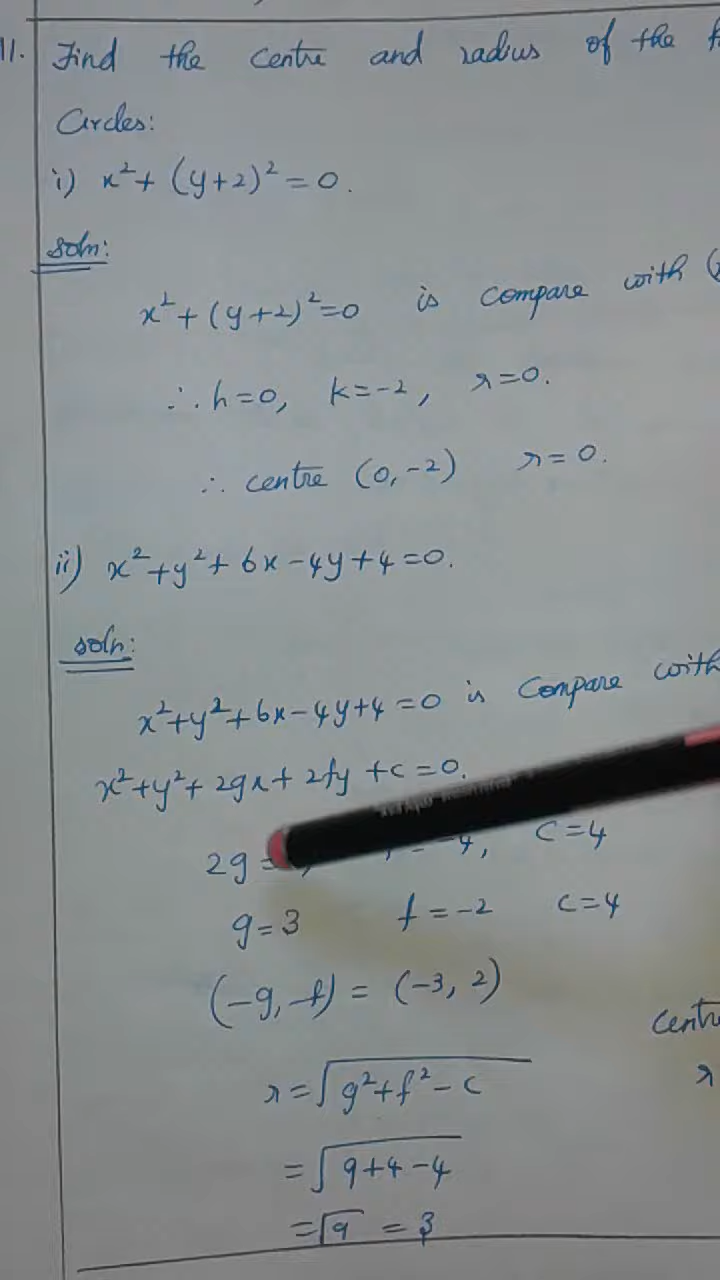 11. Find the centre and radius of the
Circles:
i) x² + (y+2)² = 0.
Soln:
x² + (y+2)² = 0 is compare with
∴ h=0, k=-2, r=0.
∴ centre (0,-2) r=0.
ii) x²+y²+6x-4y+4=0.
soln:
x²+y²+6x-4y+4=0 is Compare with
x²+y²+2gx+2fy+c=0.
2g = -4, C=4
g=3 f=-2 c=4
(-g,-f) = (-3, 2)
r = √g²+f²-c
= √9+4-4
= √9 = 3
r